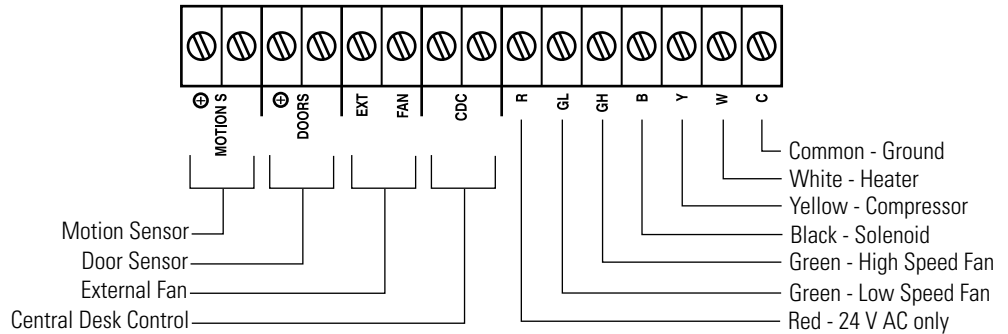 ⊕ MOTION S
⊕ DOORS
EXT FAN
CDC
R
GL
GH
B
Y
W
C
Motion Sensor
Door Sensor
External Fan
Central Desk Control
Common - Ground
White - Heater
Yellow - Compressor
Black - Solenoid
Green - High Speed Fan
Green - Low Speed Fan
Red - 24 V AC only